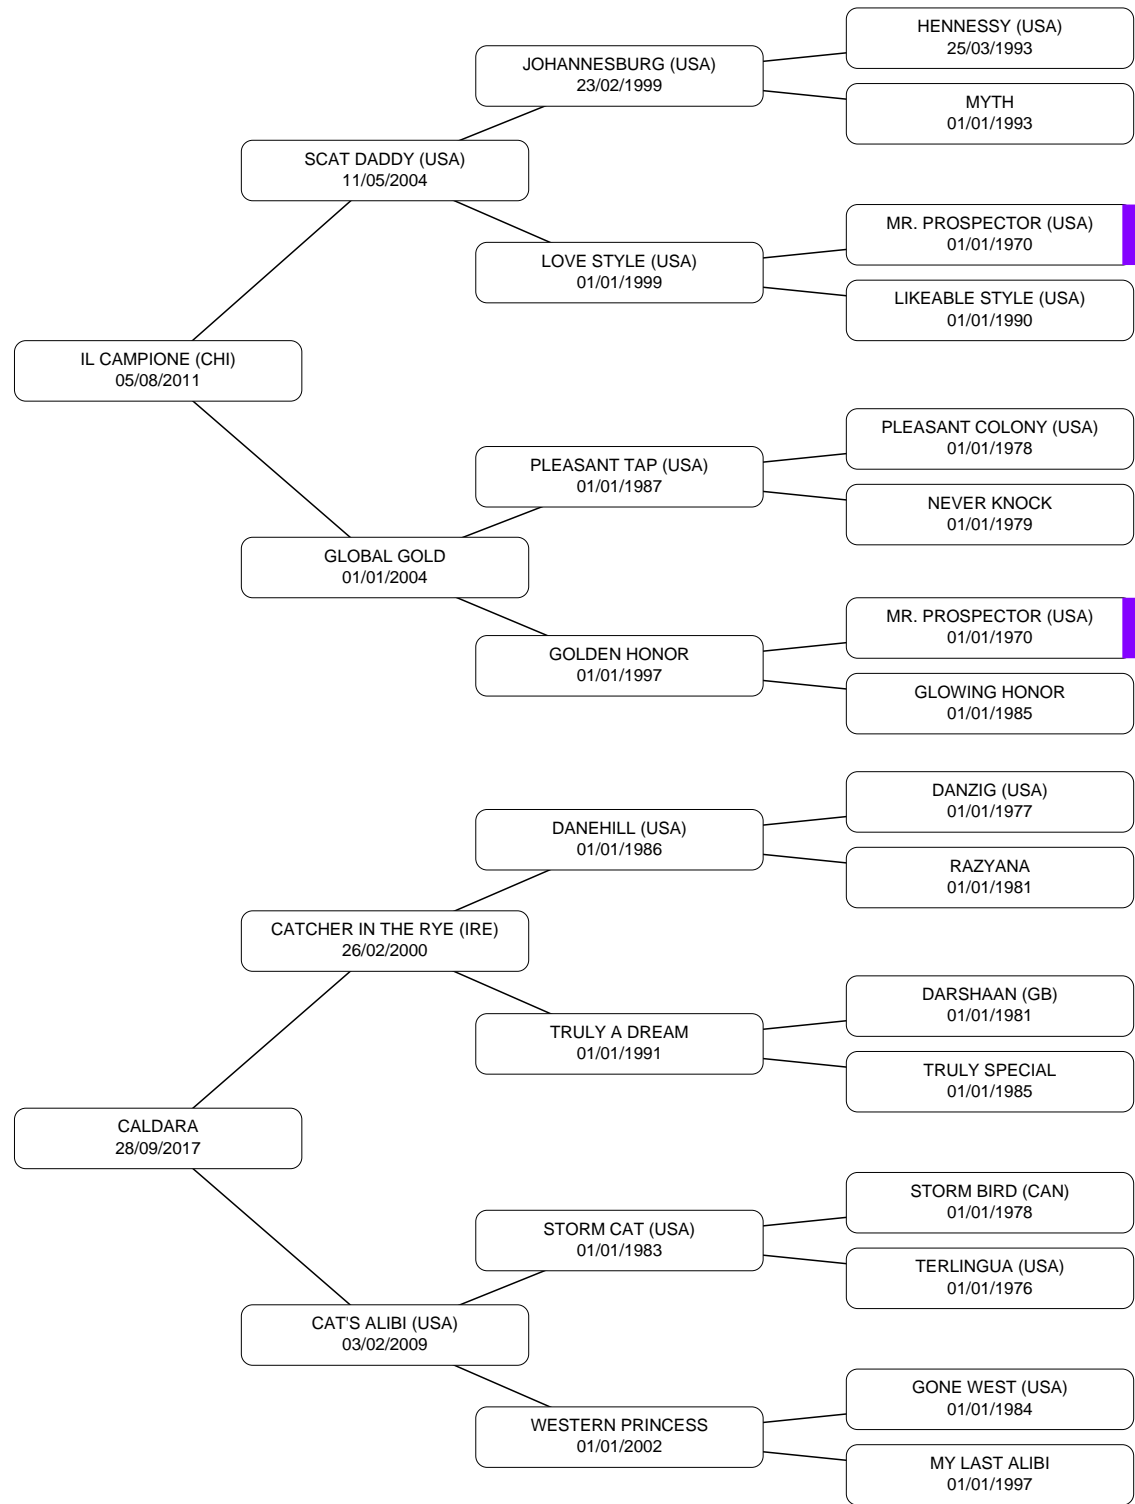 HENNESSY (USA)
25/03/1993
JOHANNESBURG (USA)
23/02/1999
MYTH
01/01/1993
SCAT DADDY (USA)
11/05/2004
MR. PROSPECTOR (USA)
01/01/1970
LOVE STYLE (USA)
01/01/1999
LIKEABLE STYLE (USA)
01/01/1990
IL CAMPIONE (CHI)
05/08/2011
PLEASANT COLONY (USA)
01/01/1978
PLEASANT TAP (USA)
01/01/1987
NEVER KNOCK
01/01/1979
GLOBAL GOLD
01/01/2004
MR. PROSPECTOR (USA)
01/01/1970
GOLDEN HONOR
01/01/1997
GLOWING HONOR
01/01/1985
DANZIG (USA)
01/01/1977
DANEHILL (USA)
01/01/1986
RAZYANA
01/01/1981
CATCHER IN THE RYE (IRE)
26/02/2000
DARSHAAN (GB)
01/01/1981
TRULY A DREAM
01/01/1991
TRULY SPECIAL
01/01/1985
CALDARA
28/09/2017
STORM BIRD (CAN)
01/01/1978
STORM CAT (USA)
01/01/1983
TERLINGUA (USA)
01/01/1976
CAT'S ALIBI (USA)
03/02/2009
GONE WEST (USA)
01/01/1984
WESTERN PRINCESS
01/01/2002
MY LAST ALIBI
01/01/1997